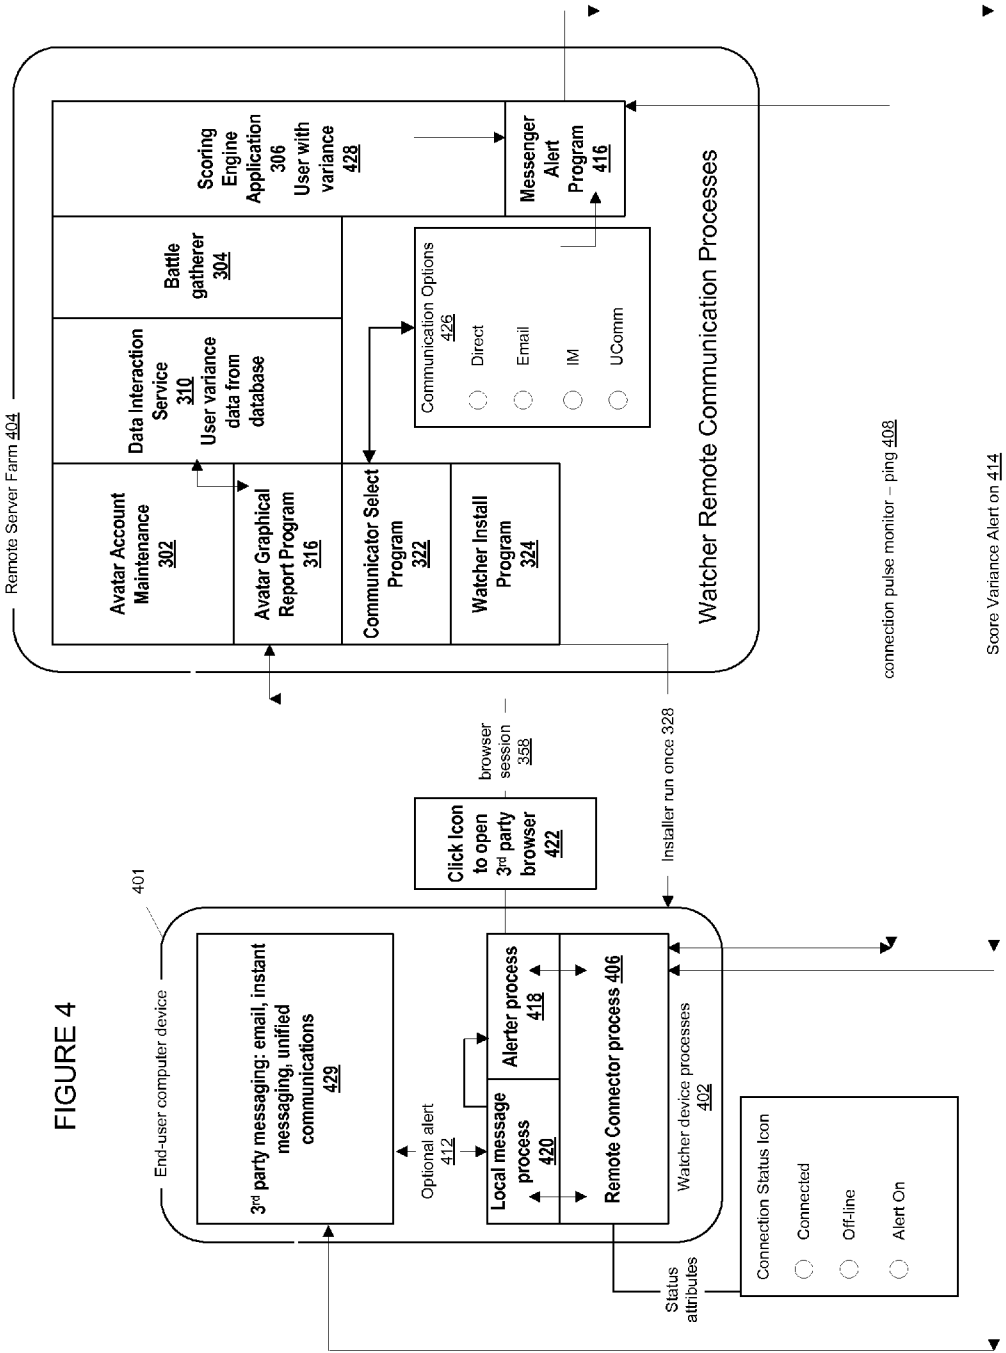 FIGURE 4
Remote Server Farm 404
Avatar Account
Maintenance
302
Data Interaction
Service
310
User variance
data from
database
Battle
gatherer
304
Scoring
Engine
Application
306
User with
variance
428
Avatar Graphical
Report Program
316
Communicator Select
Program
322
Watcher Install
Program
324
Communication Options
426
Direct
Email
IM
UComm
Messenger
Alert
Program
416
Watcher Remote Communication Processes
End-user computer device
401
3rd party messaging: email, instant
messaging, unified
communications
429
Optional alert
412
Local message
process
420
Alerter process
418
Remote Connector process 406
Watcher device processes
402
Click Icon
to open
3rd party
browser
422
browser
session
358
Installer run once 328
connection pulse monitor – ping 408
Score Variance Alert on 414
Status
attributes
Connection Status Icon
Connected
Off-line
Alert On